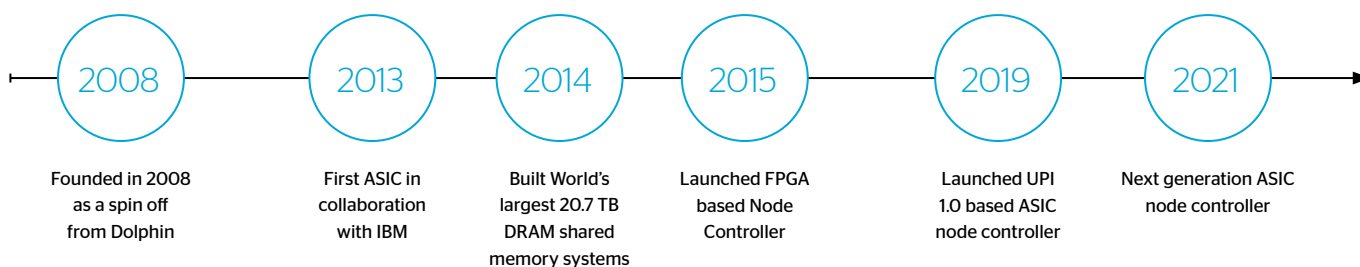 2008
2013
2014
2015
2019
2021
Founded in 2008
as a spin off
from Dolphin
First ASIC in
collaboration
with IBM
Built World's
largest 20.7 TB
DRAM shared
memory systems
Launched FPGA
based Node
Controller
Launched UPI
1.0 based ASIC
node controller
Next generation ASIC
node controller